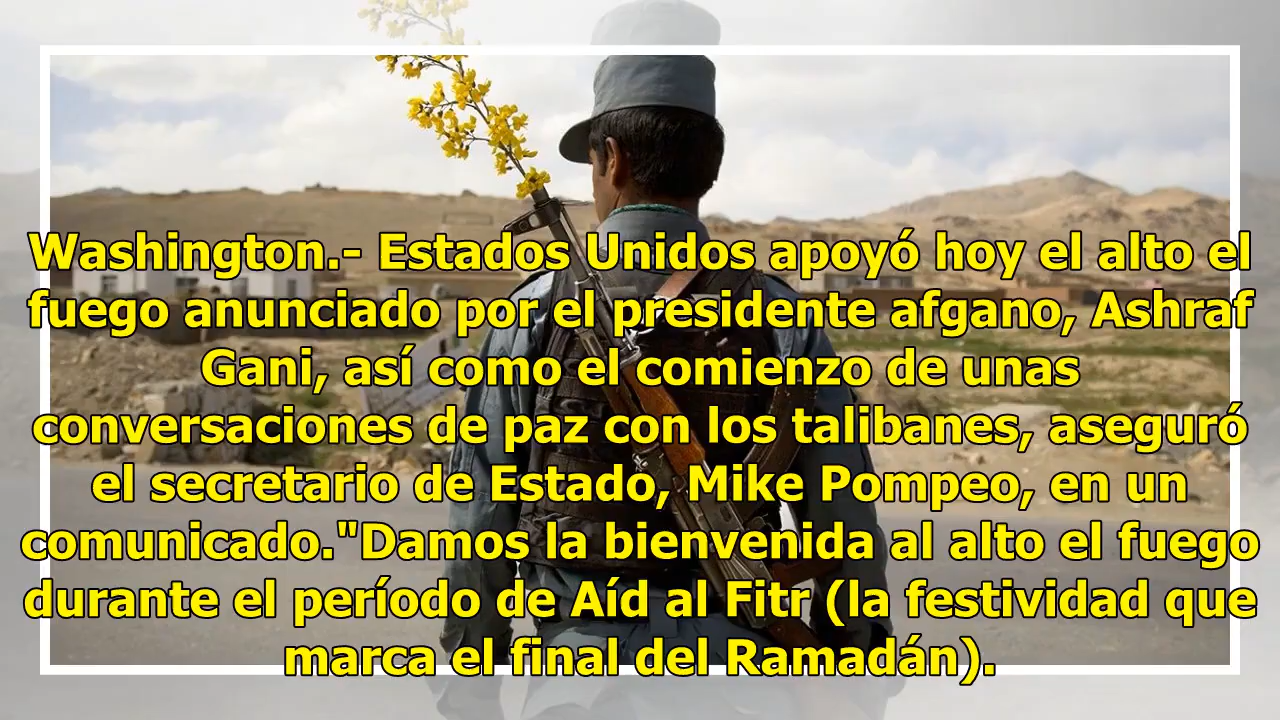 Washington.- Estados Unidos apoyó hoy el alto el
fuego anunciado por el presidente afgano, Ashraf
Gani, así como el comienzo de unas
conversaciones de paz con los talibanes, aseguró
el secretario de Estado, Mike Pompeo, en un
comunicado."Damos la bienvenida al alto el fuego
durante el período de Aíd al Fitr (la festividad que
marca el final del Ramadán).